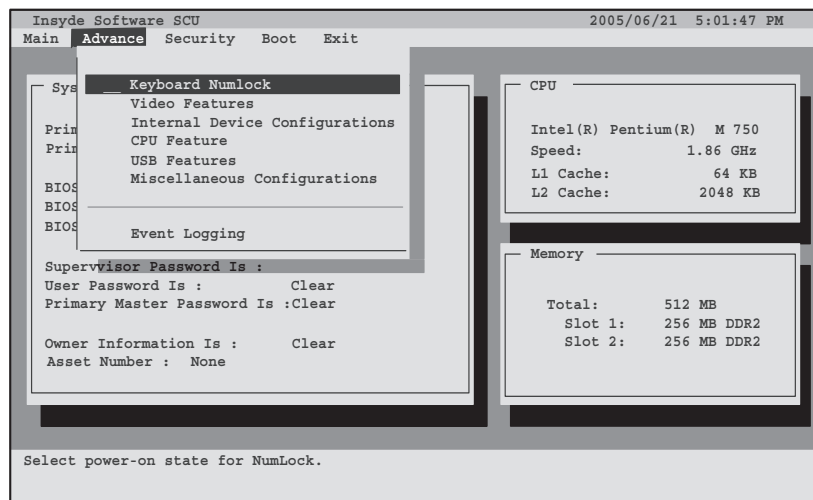 Insyde Software SCU 2005/06/21 5:01:47 PM
Main Advance Security Boot Exit
Sys
Keyboard Numlock
Video Features
Internal Device Configurations
CPU Feature
USB Features
Miscellaneous Configurations
Event Logging
Prim
Prim
BIOS
BIOS
BIOS
Supervvisor Password Is :
User Password Is : Clear
Primary Master Password Is :Clear
Owner Information Is : Clear
Asset Number : None
CPU
Intel(R) Pentium(R) M 750
Speed: 1.86 GHz
L1 Cache: 64 KB
L2 Cache: 2048 KB
Memory
Total: 512 MB
Slot 1: 256 MB DDR2
Slot 2: 256 MB DDR2
Select power-on state for NumLock.